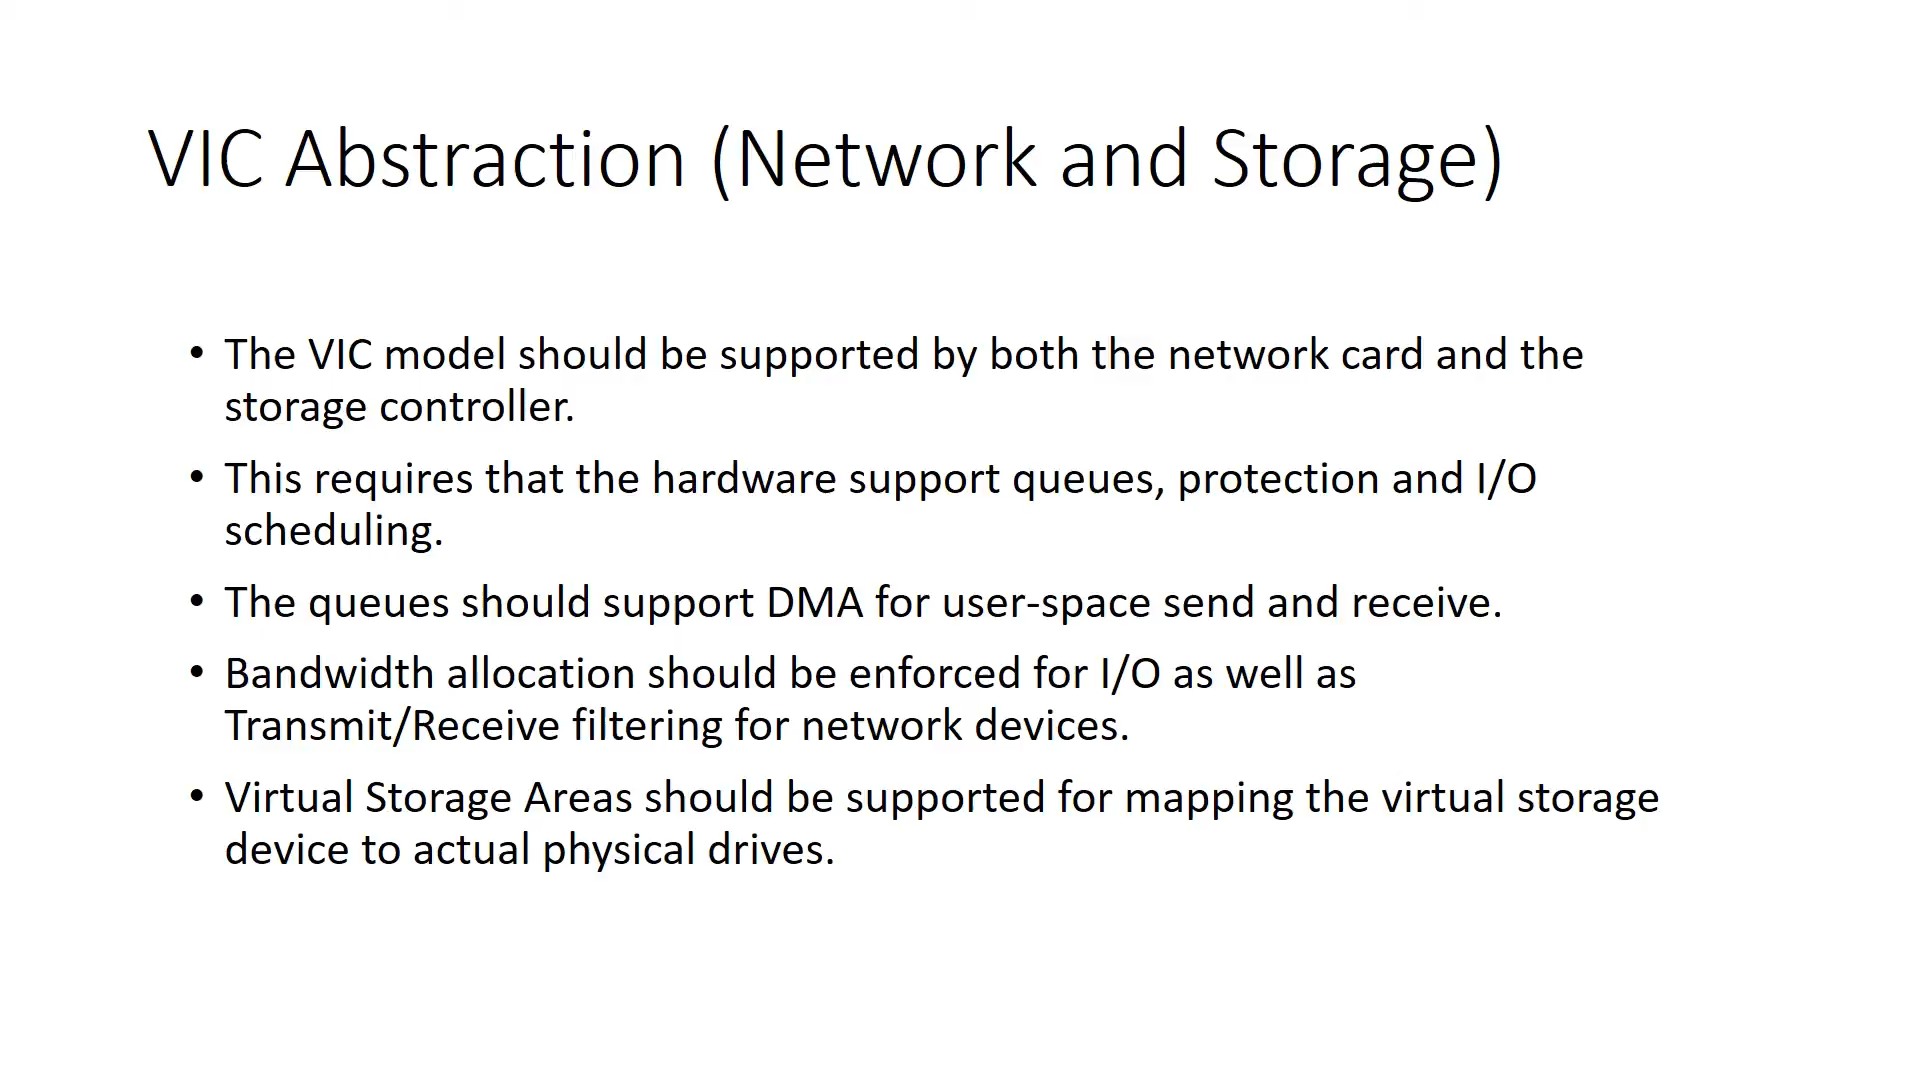 VIC Abstraction (Network and Storage)
• The VIC model should be supported by both the network card and the
storage controller.
• This requires that the hardware support queues, protection and I/O
scheduling.
• The queues should support DMA for user-space send and receive.
• Bandwidth allocation should be enforced for I/O as well as
Transmit/Receive filtering for network devices.
• Virtual Storage Areas should be supported for mapping the virtual storage
device to actual physical drives.